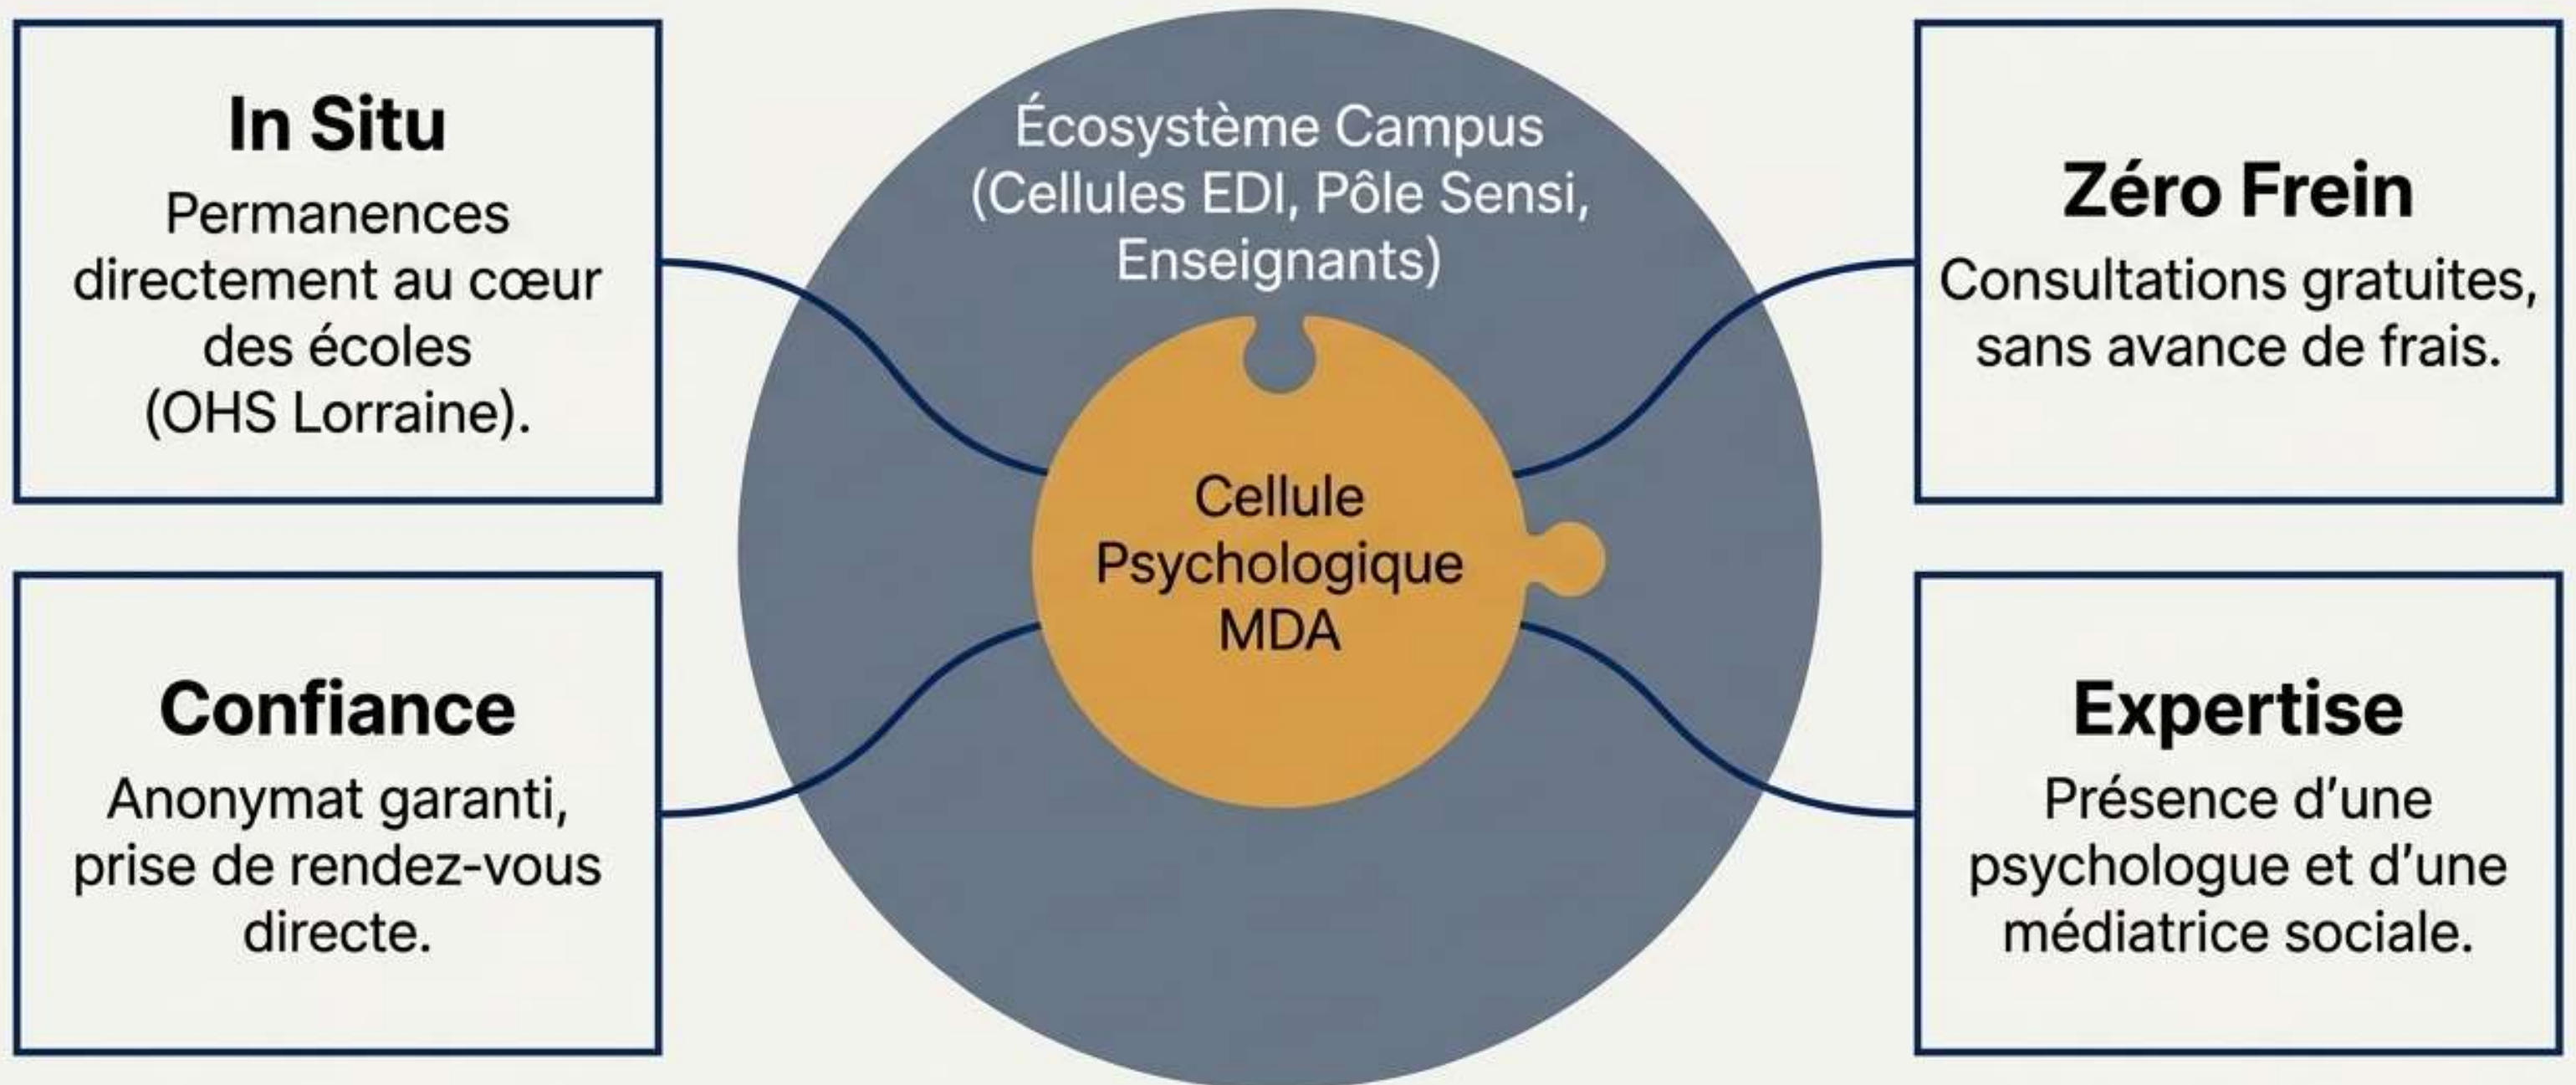 In Situ
Permanences
directement au cœur
des écoles
(OHS Lorraine).
Écosystème Campus
(Cellules EDI, Pôle Sensi,
Enseignants)
Zéro Frein
Consultations gratuites,
sans avance de frais.
Cellule
Psychologique
MDA
Confiance
Anonymat garanti,
prise de rendez-vous
directe.
Expertise
Présence d’une
psychologue et d’une
médiatrice sociale.